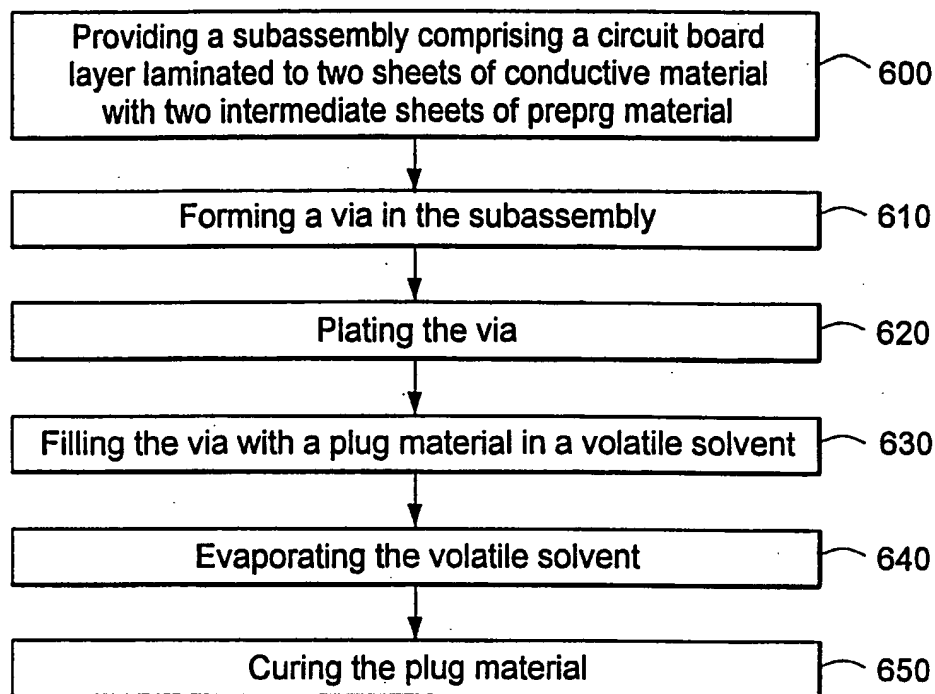 Providing a subassembly comprising a circuit board
layer laminated to two sheets of conductive material
with two intermediate sheets of preprg material
600
Forming a via in the subassembly
610
Plating the via
620
Filling the via with a plug material in a volatile solvent
630
Evaporating the volatile solvent
640
Curing the plug material
650